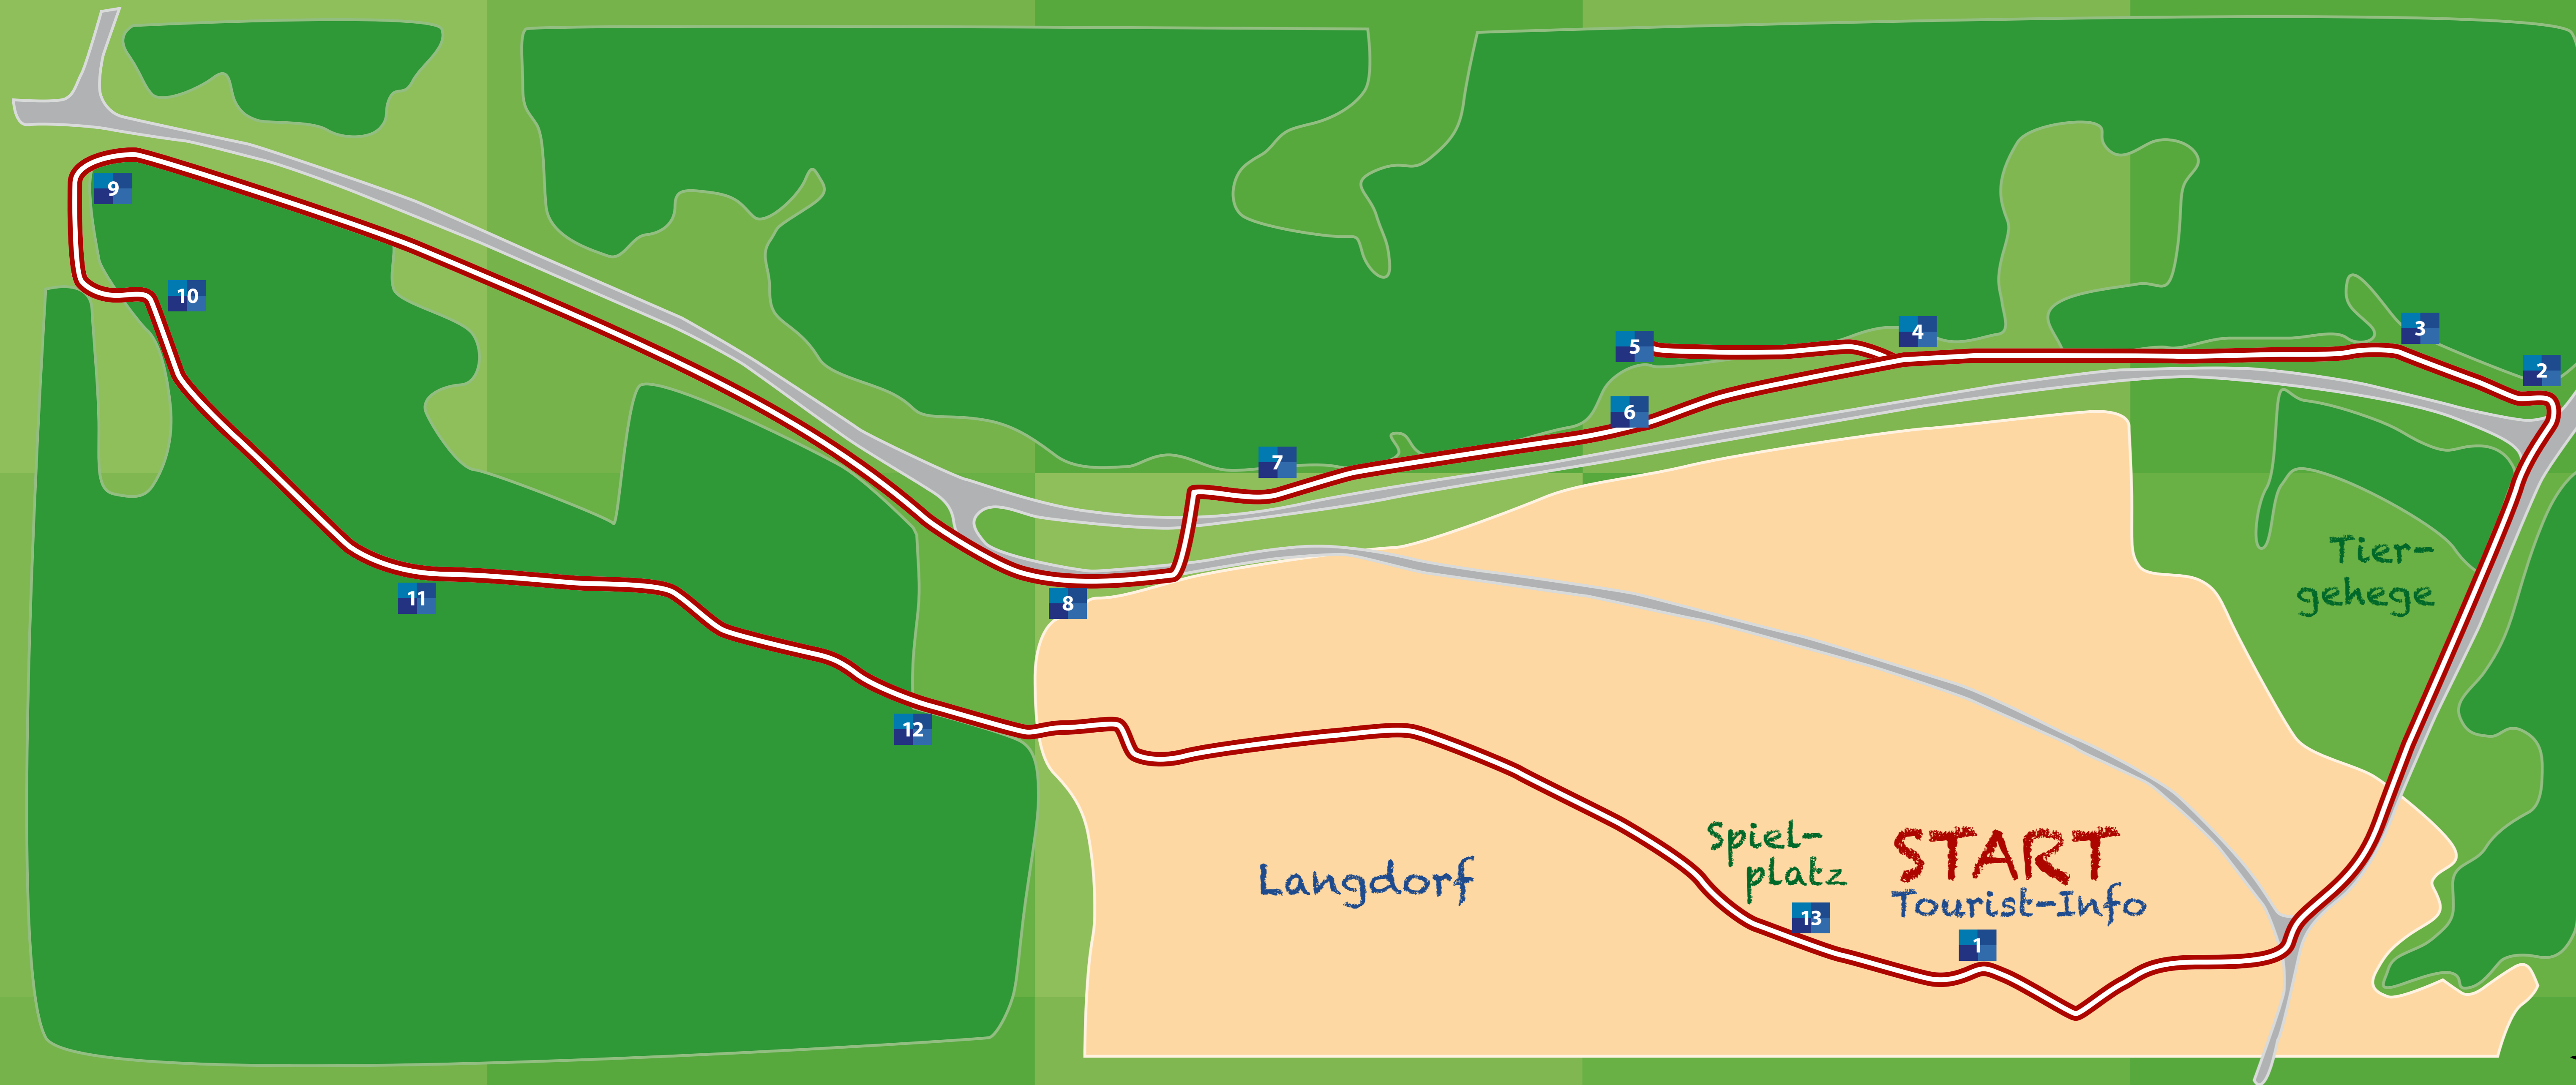 9
10
5
4
3
2
6
7
Tier-
gehege
8
11
12
Spiel-
platz
START
Tourist-Info
Langdorf
13
1